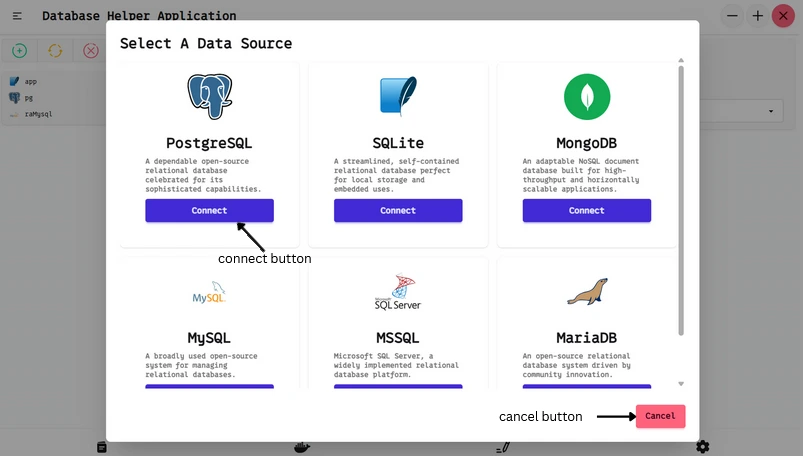 Database Helper Application
Select A Data Source
app
pg
raMysql
PostgreSQL
A dependable open-source
relational database
celebrated for its
sophisticated capabilities.
Connect
SQLite
A streamlined, self-contained
relational database perfect
for local storage and
embedded uses.
Connect
MongoDB
An adaptable NoSQL document
database built for high-
throughput and horizontally
scalable applications.
Connect
connect button
MySQL
MySQL
A broadly used open-source
system for managing
relational databases.
Microsoft
SQL Server
MSSQL
Microsoft SQL Server, a
widely implemented relational
database platform.
MariaDB
An open-source relational
database system driven by
community innovation.
cancel button
Cancel